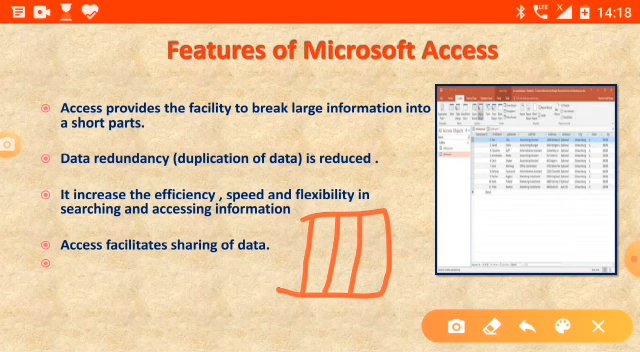 LTE 14:18
Features of Microsoft Access
Access provides the facility to break large information into
a short parts.
Data redundancy (duplication of data) is reduced .
It increase the efficiency , speed and flexibility in
searching and accessing information
Access facilitates sharing of data.